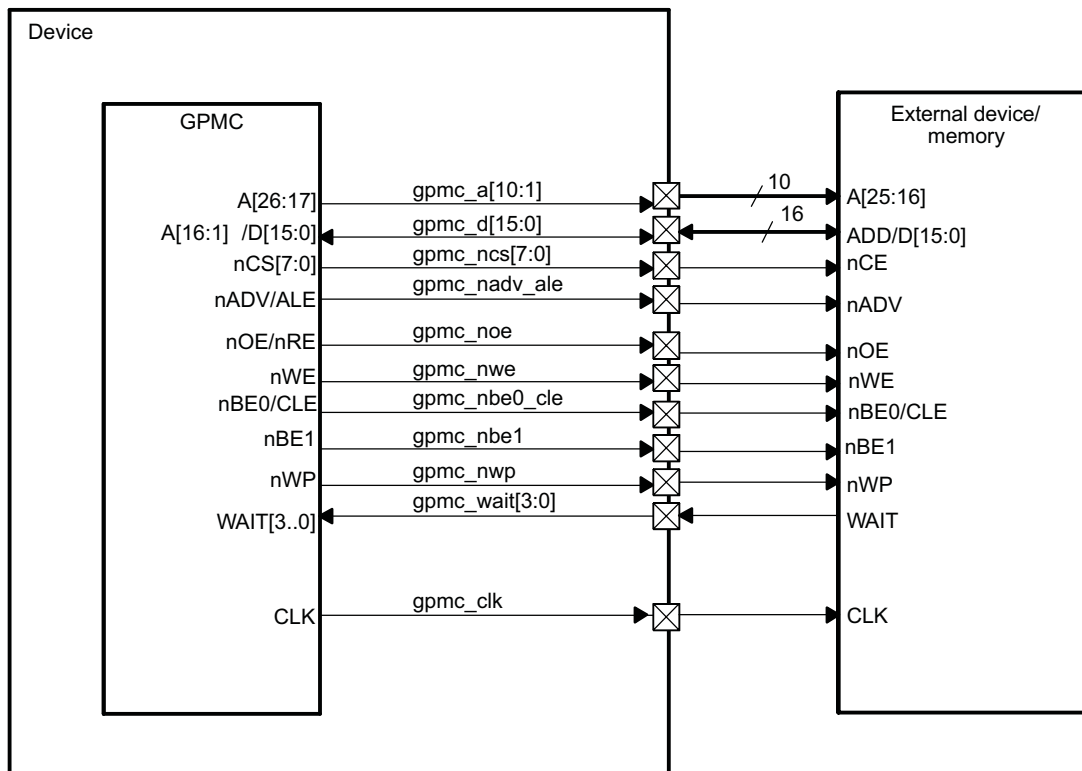 Device
GPMC
External device/
memory
A[26:17] gpmc_a[10:1] 10 A[25:16]
A[16:1] /D[15:0] gpmc_d[15:0] 16 ADD/D[15:0]
nCS[7:0] gpmc_ncs[7:0] nCE
nADV/ALE gpmc_nadv_ale nADV
nOE/nRE gpmc_noe nOE
nWE gpmc_nwe nWE
nBE0/CLE gpmc_nbe0_cle nBE0/CLE
nBE1 gpmc_nbe1 nBE1
nWP gpmc_nwp nWP
WAIT[3..0] gpmc_wait[3:0] WAIT
CLK gpmc_clk CLK